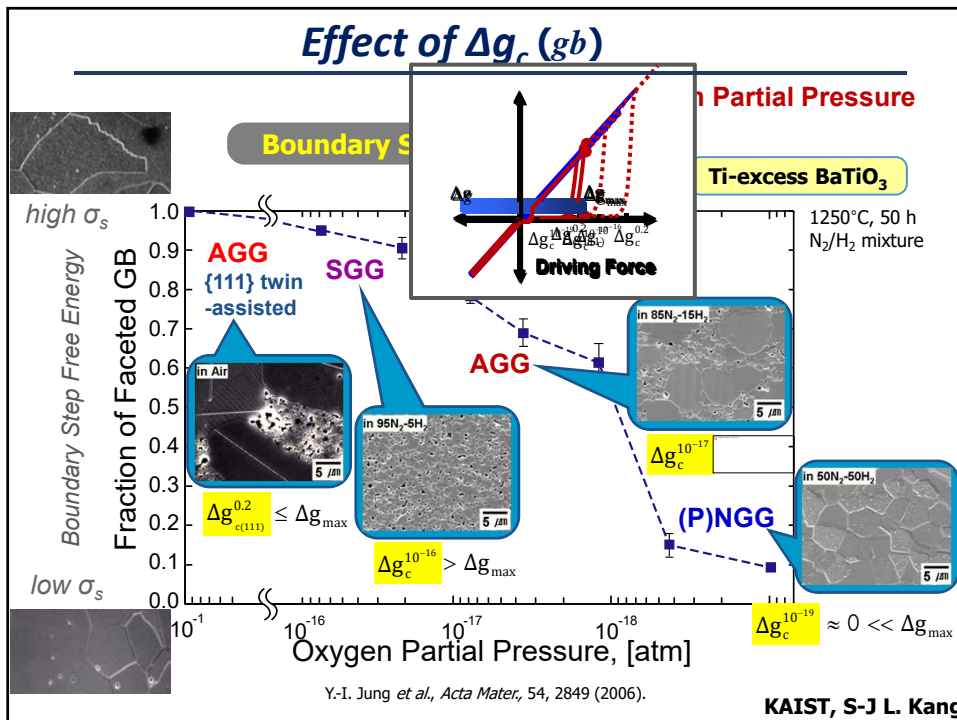 Effect of Δg_c (gb)
n Partial Pressure
Boundary S
Ti-excess BaTiO₃
1250°C, 50 h
N₂/H₂ mixture
Δg_max
Δg_c^0.2
Driving Force
high σₛ
low σₛ
Boundary Step Free Energy
Fraction of Faceted GB
1.0
0.9
0.8
0.7
0.6
0.5
0.4
0.3
0.2
0.1
0.0
AGG
{111} twin
-assisted
SGG
AGG
(P)NGG
in Air
5 μm
Δg_c(111)^0.2 ≤ Δg_max
in 95N₂-5H₂
5 μm
Δg_c^10⁻¹⁶ > Δg_max
in 85N₂-15H₂
5 μm
Δg_c^10⁻¹⁷
in 50N₂-50H₂
5 μm
Δg_c^10⁻¹⁹ ≈ 0 << Δg_max
10⁻¹ 10⁻¹⁶ 10⁻¹⁷ 10⁻¹⁸
Oxygen Partial Pressure, [atm]
Y.-I. Jung et al., Acta Mater., 54, 2849 (2006).
KAIST, S-J L. Kang